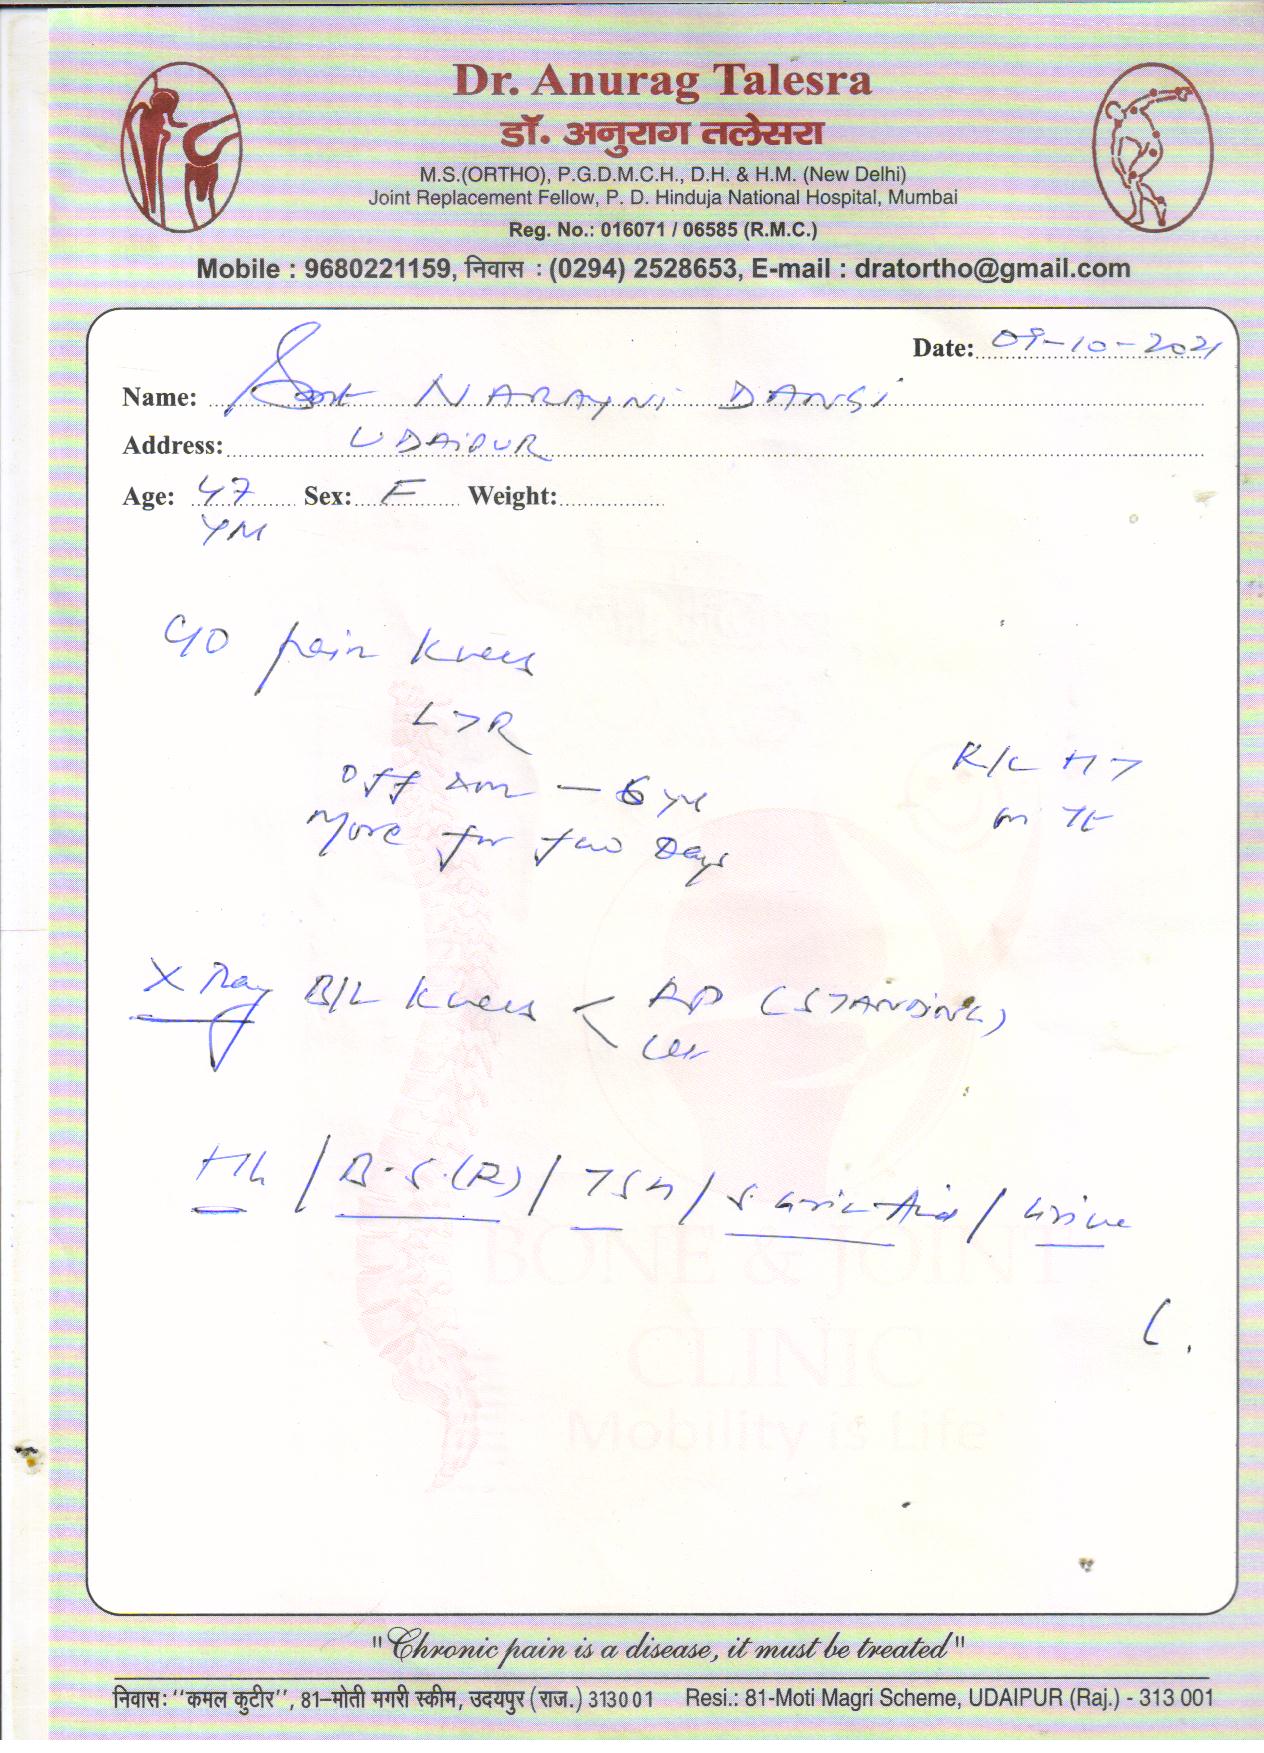 Dr. Anurag Talesra
डॉ. अनुराग तलेसरा
M.S.(ORTHO), P.G.D.M.C.H., D.H. & H.M. (New Delhi)
Joint Replacement Fellow, P. D. Hinduja National Hospital, Mumbai
Reg. No.: 016071 / 06585 (R.M.C.)
Mobile : 9680221159, निवास : (0294) 2528653, E-mail : dratortho@gmail.com
Date: 09-10-2021
Name: Smt NARAYNi DANGi
Address: UDAiPUR
Age: 47 Sex: F Weight:
C/O pain Knees
L>R
K/C HT
off & on - 6 yr
on Tt
More for few Days
X Ray B/L Knees < AP (STANDiNG)
Lat
Hb / B.S.(R) / TSH / S. Uric Acid / Urine
BONE & JOINT
CLINIC
Mobility is Life
"Chronic pain is a disease, it must be treated"
निवास: "कमल कुटीर", 81-मोती मगरी स्कीम, उदयपुर (राज.) 313001 Resi.: 81-Moti Magri Scheme, UDAIPUR (Raj.) - 313 001